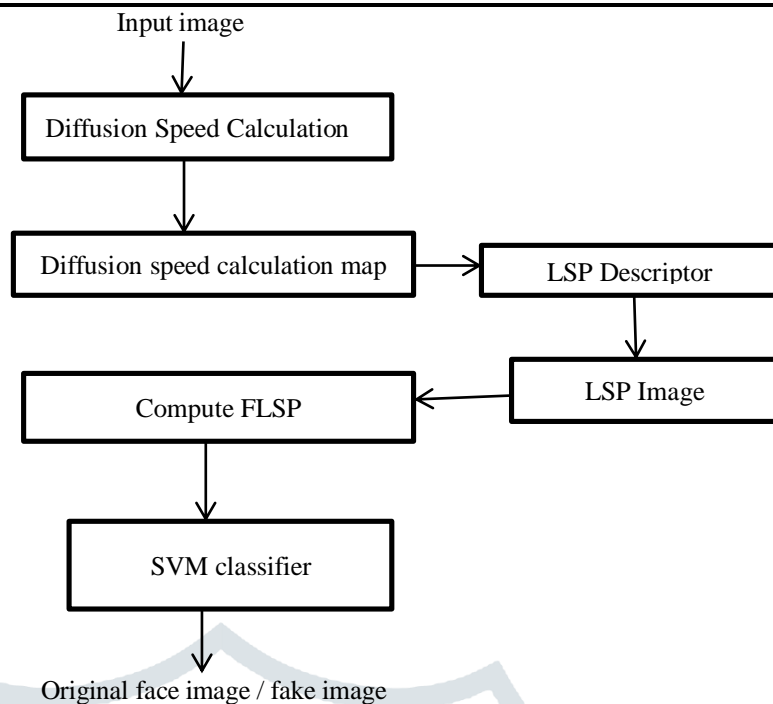 Input image
Diffusion Speed Calculation
Diffusion speed calculation map
LSP Descriptor
LSP Image
Compute FLSP
SVM classifier
Original face image / fake image